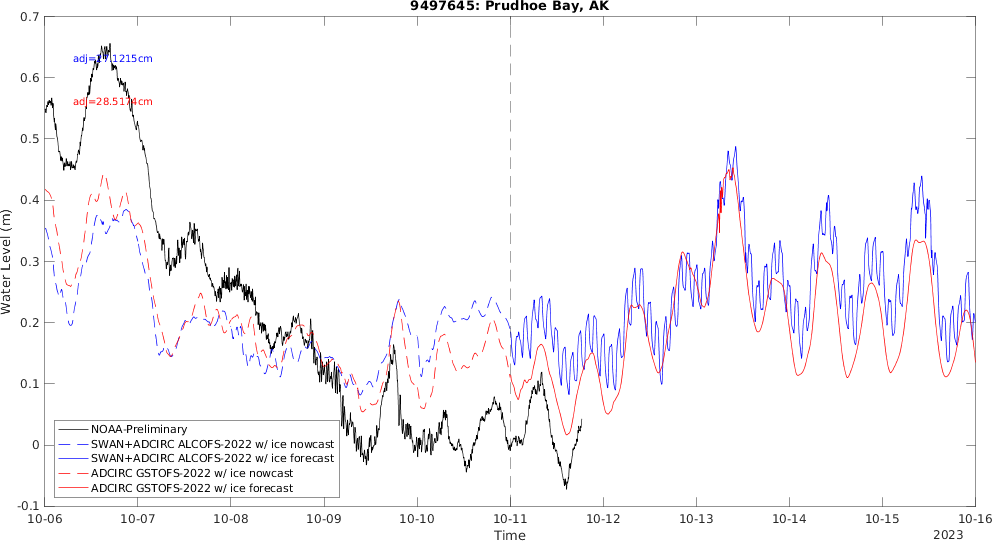 9497645: Prudhoe Bay, AK
0.7
adj=17.1215cm
0.6
adj=28.5174cm
0.5
0.4
0.3
0.2
0.1
0
-0.1
Water Level (m)
NOAA-Preliminary
SWAN+ADCIRC ALCOFS-2022 w/ ice nowcast
SWAN+ADCIRC ALCOFS-2022 w/ ice forecast
ADCIRC GSTOFS-2022 w/ ice nowcast
ADCIRC GSTOFS-2022 w/ ice forecast
10-06 10-07 10-08 10-09 10-10 10-11 10-12 10-13 10-14 10-15 10-16
Time
2023